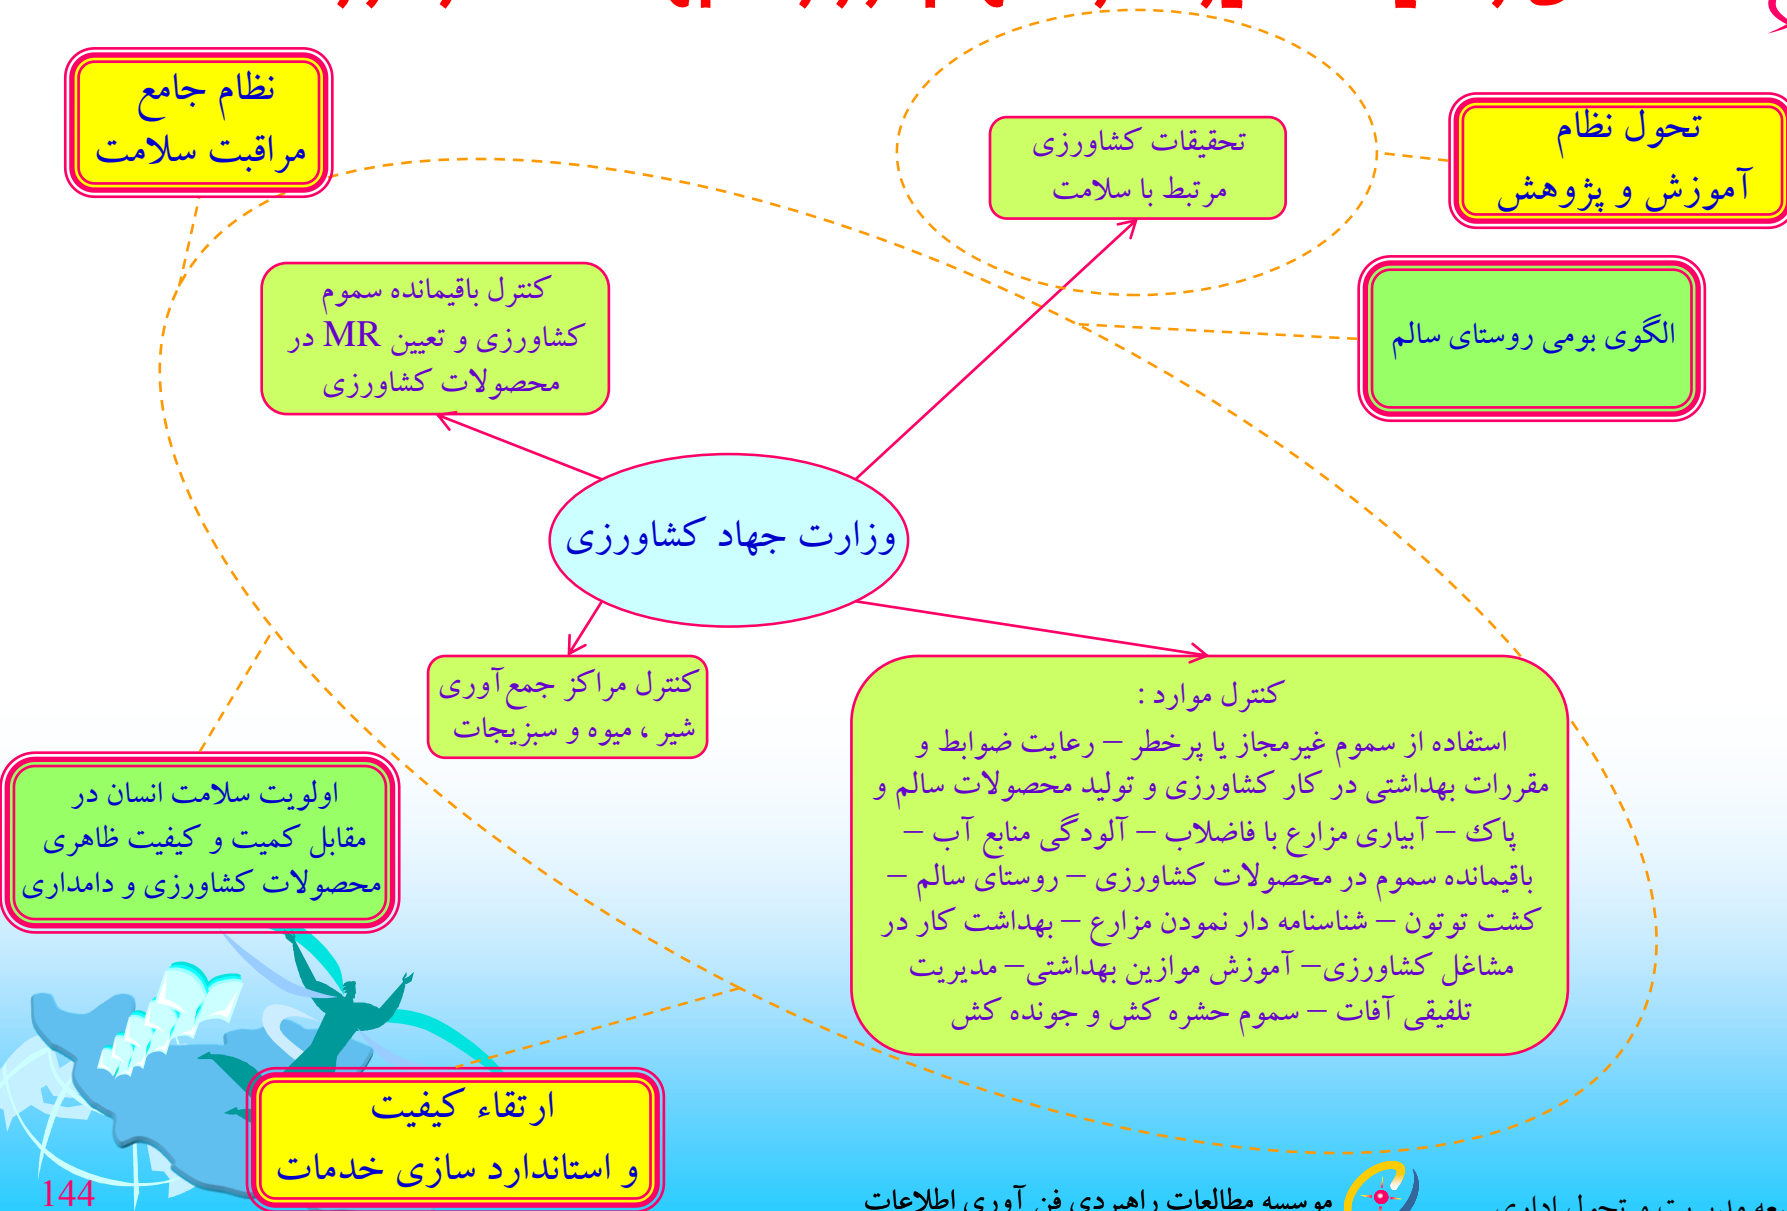 نظام جامع
مراقبت سلامت
تحقیقات کشاورزی
مرتبط با سلامت
تحول نظام
آموزش و پژوهش
الگوی بومی روستای سالم
کنترل باقیمانده سموم
کشاورزی و تعیین MR در
محصولات کشاورزی
وزارت جهاد کشاورزی
کنترل مراکز جمع‌آوری
شیر ، میوه و سبزیجات
کنترل موارد :
استفاده از سموم غیرمجاز یا پرخطر – رعایت ضوابط و
مقررات بهداشتی در کار کشاورزی و تولید محصولات سالم و
پاک – آبیاری مزارع با فاضلاب – آلودگی منابع آب –
باقیمانده سموم در محصولات کشاورزی – روستای سالم –
کشت توتون – شناسنامه دار نمودن مزارع – بهداشت کار در
مشاغل کشاورزی– آموزش موازین بهداشتی– مدیریت
تلفیقی آفات – سموم حشره کش و جونده کش
اولویت سلامت انسان در
مقابل کمیت و کیفیت ظاهری
محصولات کشاورزی و دامداری
ارتقاء کیفیت
و استاندارد سازی خدمات
موسسه مطالعات راهبردی فن آوری اطلاعات
144